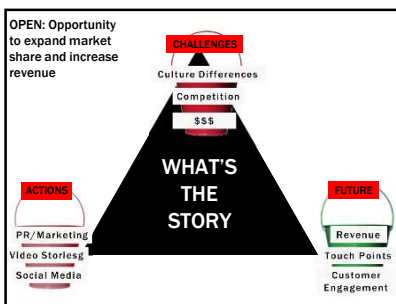 OPEN: Opportunity
to expand market
share and increase
revenue
CHALLENGES
Culture Differences
Competition
$$$
WHAT'S
THE
STORY
ACTIONS
PR/Marketing
Video Storiesg
Social Media
FUTURE
Revenue
Touch Points
Customer
Engagement